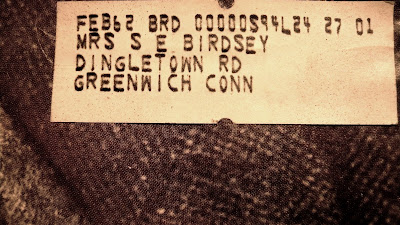 FEB62 BRD 00000S94L24 27 01
MRS S E BIRDSEY
DINGLETOWN RD
GREENWICH CONN